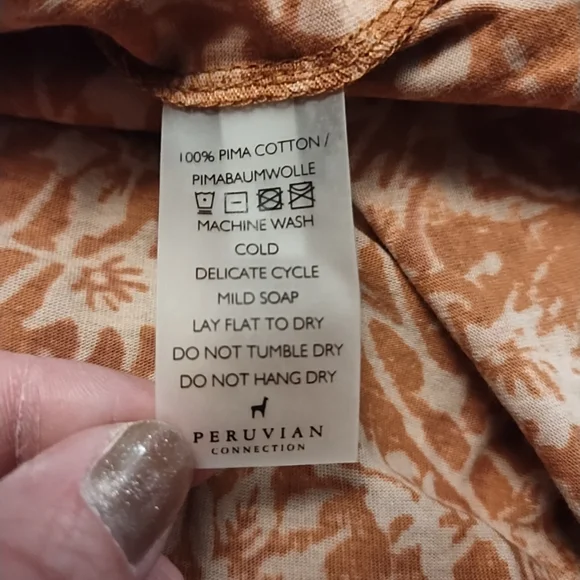 100% PIMA COTTON /
PIMABAUMWOLLE
MACHINE WASH
COLD
DELICATE CYCLE
MILD SOAP
LAY FLAT TO DRY
DO NOT TUMBLE DRY
DO NOT HANG DRY
PERUVIAN
CONNECTION